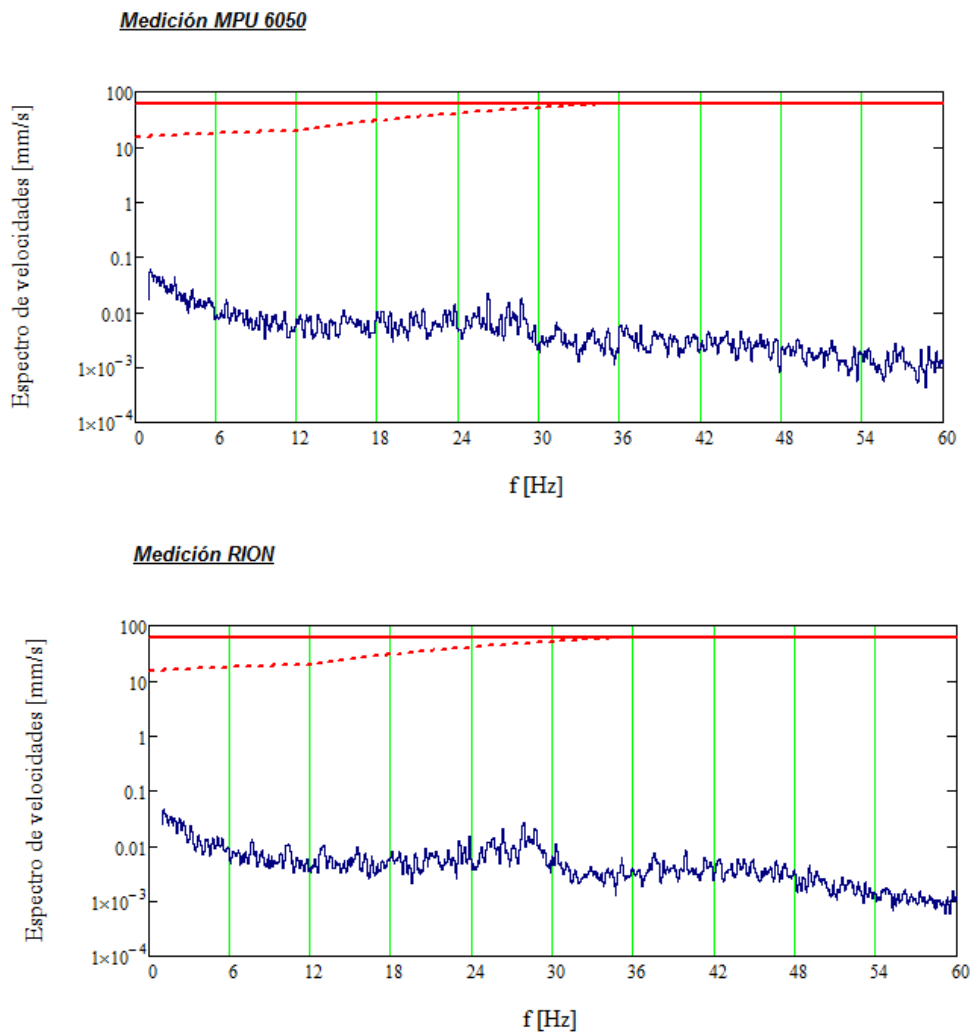 Medición MPU 6050
Espectro de velocidades [mm/s]
100
10
1
0.1
0.01
1×10⁻³
1×10⁻⁴
0 6 12 18 24 30 36 42 48 54 60
f [Hz]
Medición RION
Espectro de velocidades [mm/s]
100
10
1
0.1
0.01
1×10⁻³
1×10⁻⁴
0 6 12 18 24 30 36 42 48 54 60
f [Hz]